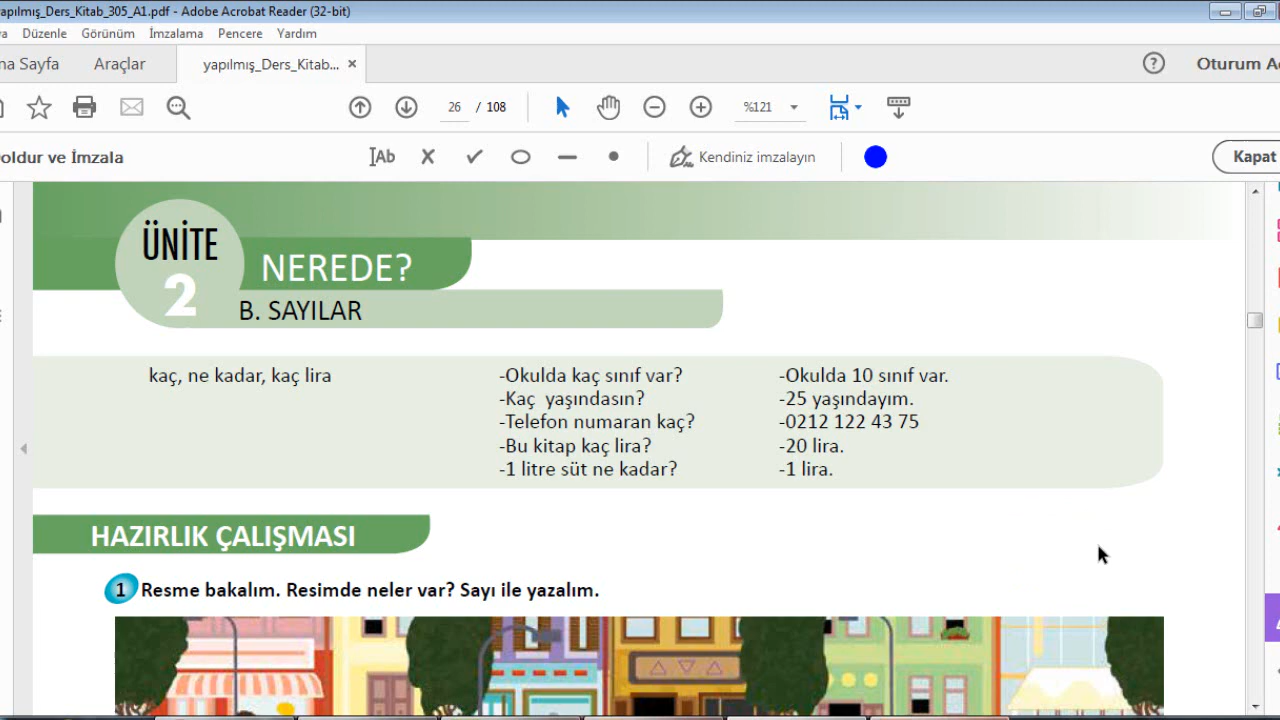 apılmış_Ders_Kitab_305_A1.pdf - Adobe Acrobat Reader (32-bit)
Düzenle Görünüm İmzalama Pencere Yardım
na Sayfa Araçlar yapılmış_Ders_Kitab... × ? Oturum A
26 / 108 %121
oldur ve İmzala Ab Kendiniz imzalayın Kapat
ÜNİTE
2
NEREDE?
B. SAYILAR
kaç, ne kadar, kaç lira -Okulda kaç sınıf var? -Okulda 10 sınıf var.
-Kaç yaşındasın? -25 yaşındayım.
-Telefon numaran kaç? -0212 122 43 75
-Bu kitap kaç lira? -20 lira.
-1 litre süt ne kadar? -1 lira.
HAZIRLIK ÇALIŞMASI
1 Resme bakalım. Resimde neler var? Sayı ile yazalım.